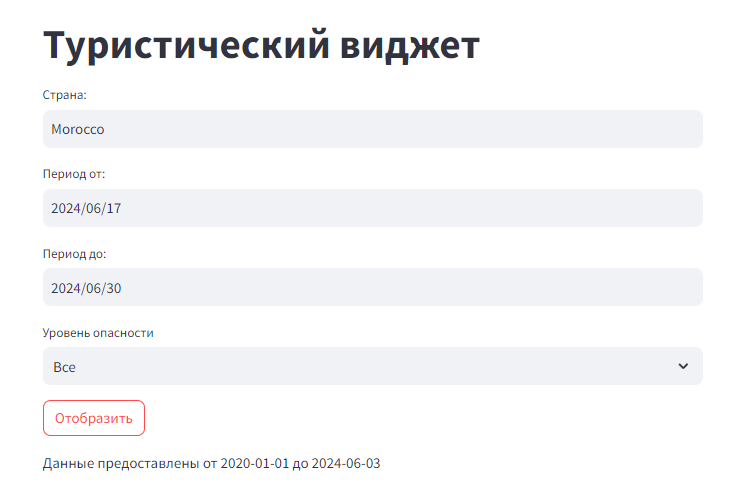 Туристический виджет
Страна:
Morocco
Период от:
2024/06/17
Период до:
2024/06/30
Уровень опасности
Все
Отобразить
Данные предоставлены от 2020-01-01 до 2024-06-03